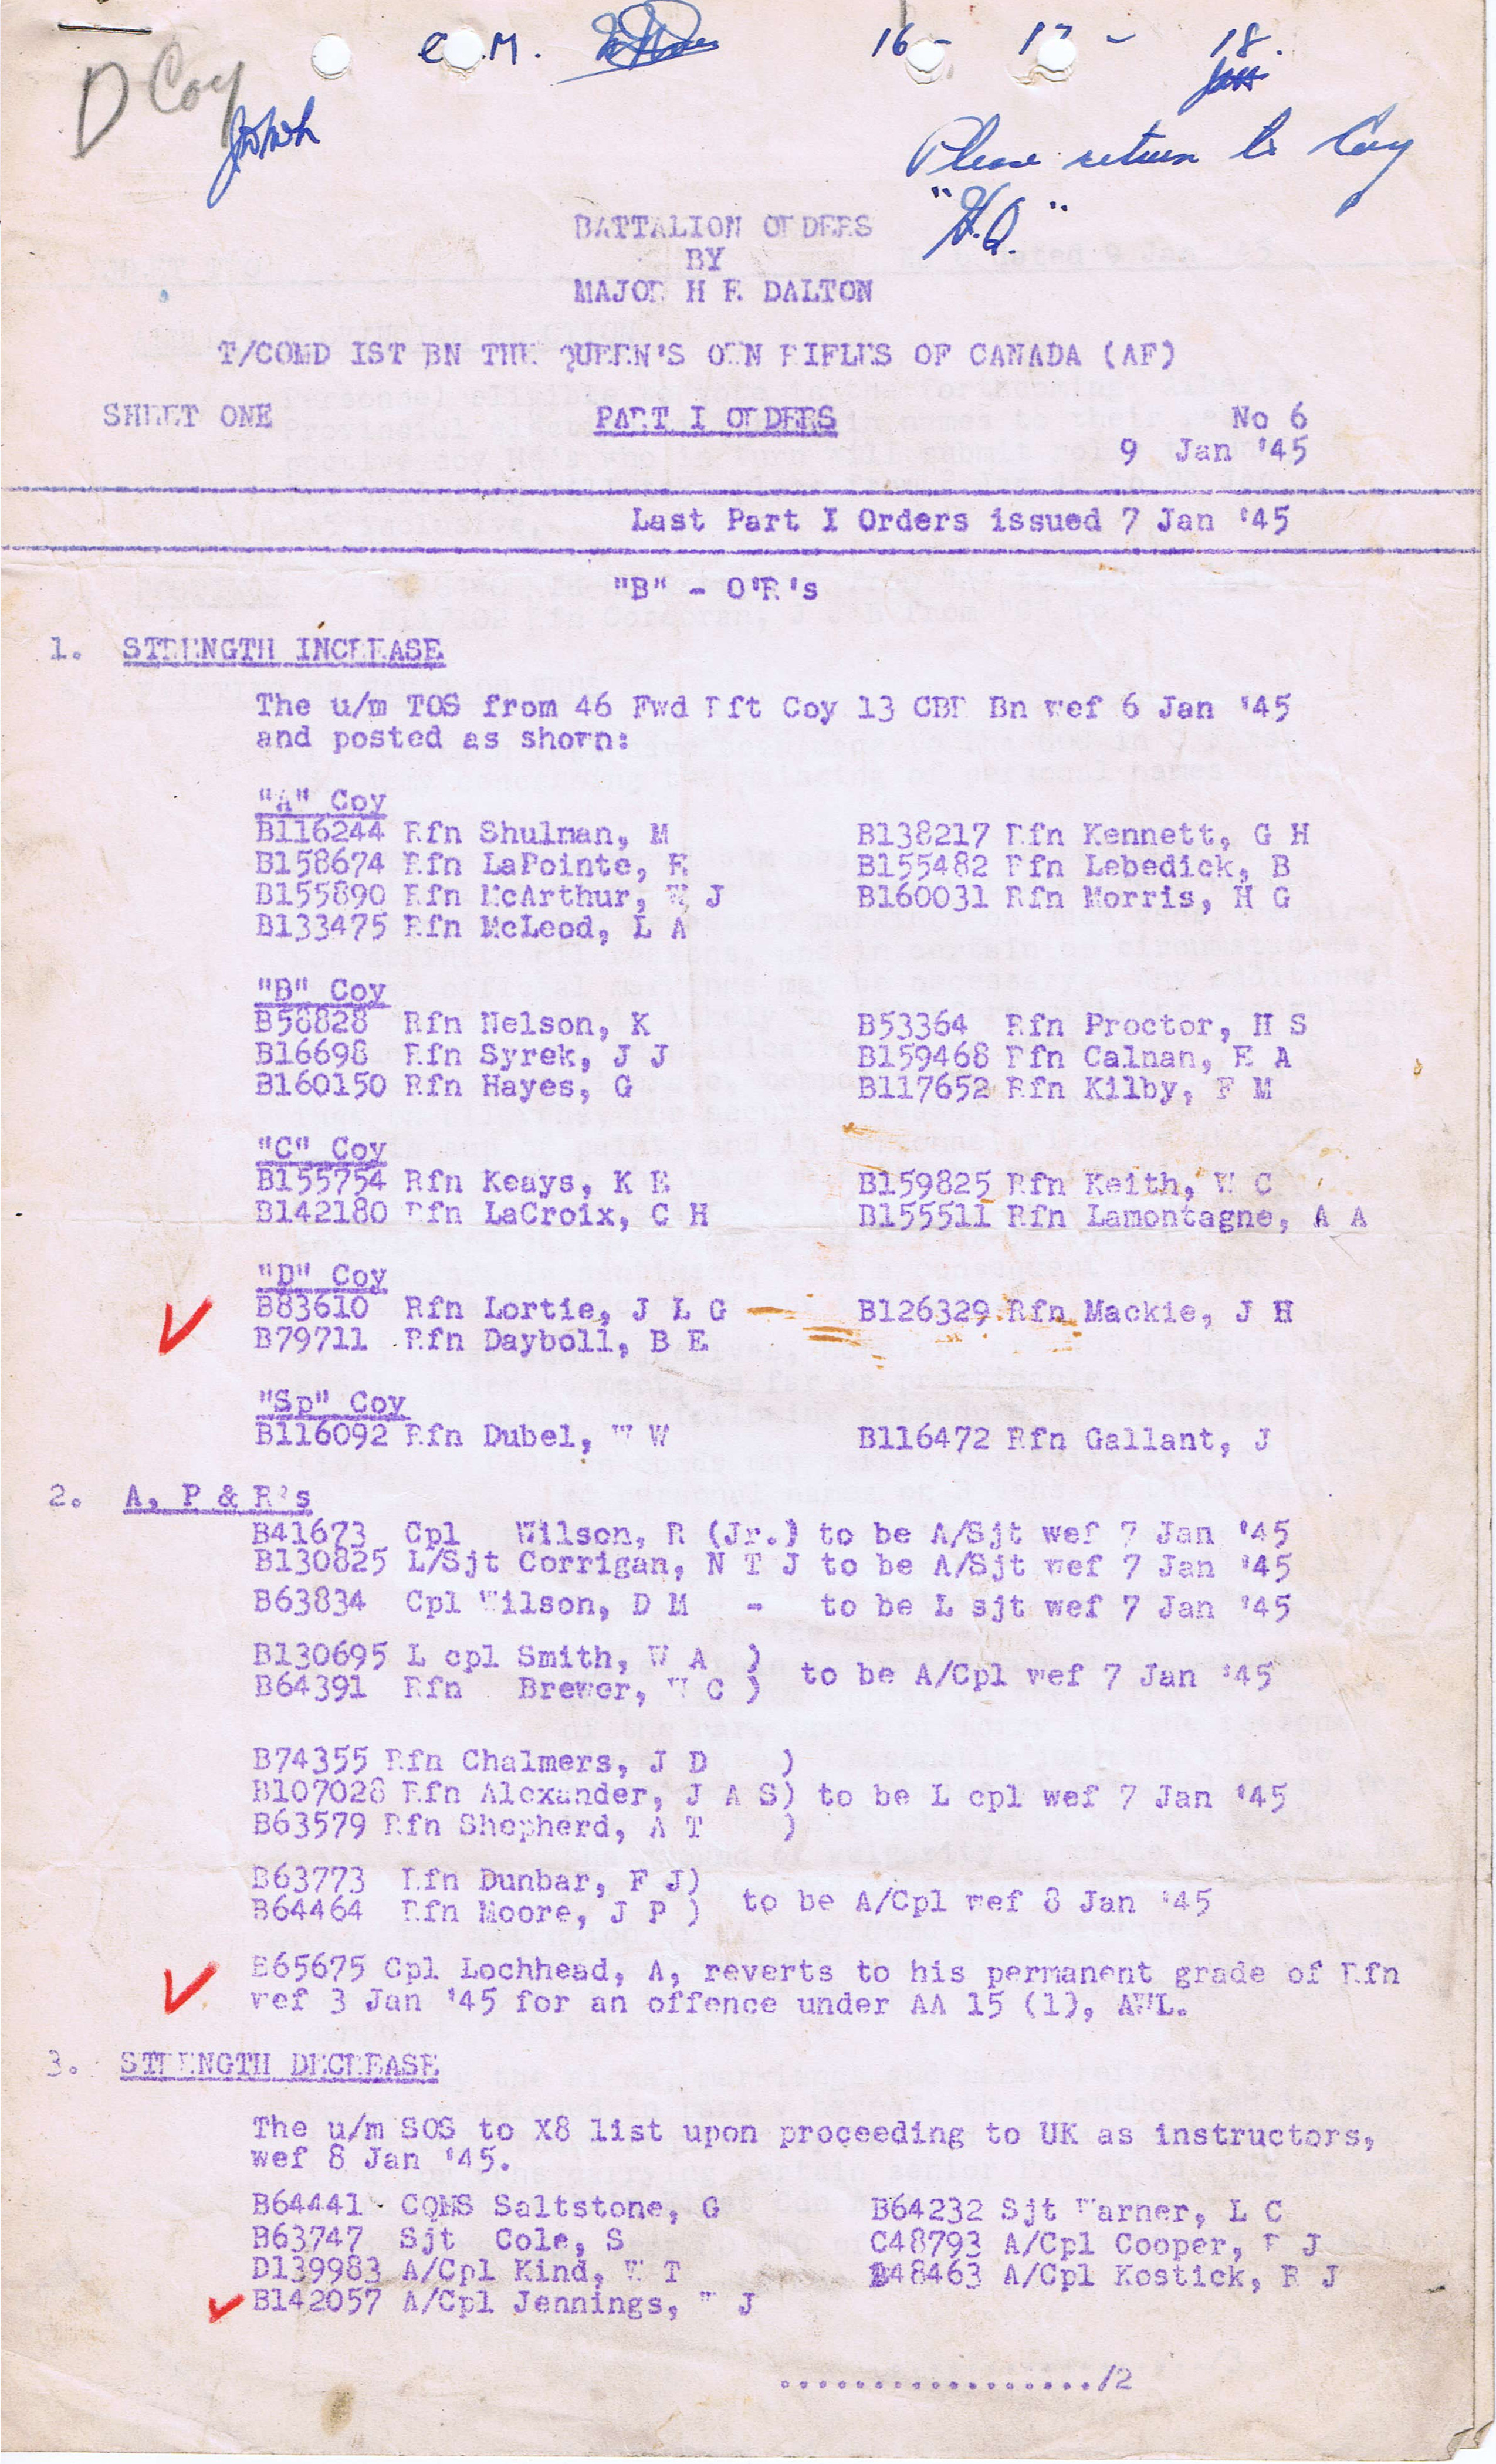 D Coy
16 - 17 - 18.
Please return to Coy
"H.Q."
BATTALION ORDERS
BY
MAJOR H E DALTON
T/COMD IST BN THE QUEEN'S OWN RIFLES OF CANADA (AF)
SHEET ONE PART I ORDERS No 6
9 Jan '45
Last Part I Orders issued 7 Jan '45
"B" - O'R's
1. STRENGTH INCREASE
The u/m TOS from 46 Fwd Rft Coy 13 CBR Bn wef 6 Jan '45
and posted as shown:
"A" Coy
B116244 Rfn Shulman, M B138217 Rfn Kennett, G H
B158674 Rfn LaPointe, R B155482 Rfn Lebedick, B
B155890 Rfn McArthur, W J B160031 Rfn Morris, H G
B133475 Rfn McLeod, L A
"B" Coy
B58828 Rfn Nelson, K B53364 Rfn Proctor, H S
B16698 Rfn Syrek, J J B159468 Rfn Calnan, E A
B160150 Rfn Hayes, G B117652 Rfn Kilby, F M
"C" Coy
B155754 Rfn Keays, K E B159825 Rfn Keith, W C
B142180 Rfn LaCroix, C H B155511 Rfn Lamontagne, A A
"D" Coy
B83610 Rfn Lortie, J L G B126329 Rfn Mackie, J H
B79711 Rfn Dayboll, B E
"Sp" Coy
B116092 Rfn Dubel, W W B116472 Rfn Gallant, J
2. A, P & R's
B41673 Cpl Wilson, R (Jr.) to be A/Sjt wef 7 Jan '45
B130825 L/Sjt Corrigan, N T J to be A/Sjt wef 7 Jan '45
B63834 Cpl Wilson, D M - to be L sjt wef 7 Jan '45
B130695 L cpl Smith, W A )
to be A/Cpl wef 7 Jan '45
B64391 Rfn Brewer, W C )
B74355 Rfn Chalmers, J D )
B107028 Rfn Alexander, J A S) to be L cpl wef 7 Jan '45
B63579 Rfn Shepherd, A T )
B63773 Rfn Dunbar, F J)
to be A/Cpl wef 8 Jan '45
B64464 Rfn Moore, J P )
B65675 Cpl Lochhead, A, reverts to his permanent grade of Rfn
wef 3 Jan '45 for an offence under AA 15 (1), AWL.
3. STRENGTH DECREASE
The u/m SOS to X8 list upon proceeding to UK as instructors,
wef 8 Jan '45.
B64441 CQMS Saltstone, G B64232 Sjt Warner, L C
B63747 Sjt Cole, S C48793 A/Cpl Cooper, J
D139983 A/Cpl Kind, W T 48463 A/Cpl Kostick, R J
B142057 A/Cpl Jennings, J
................../2